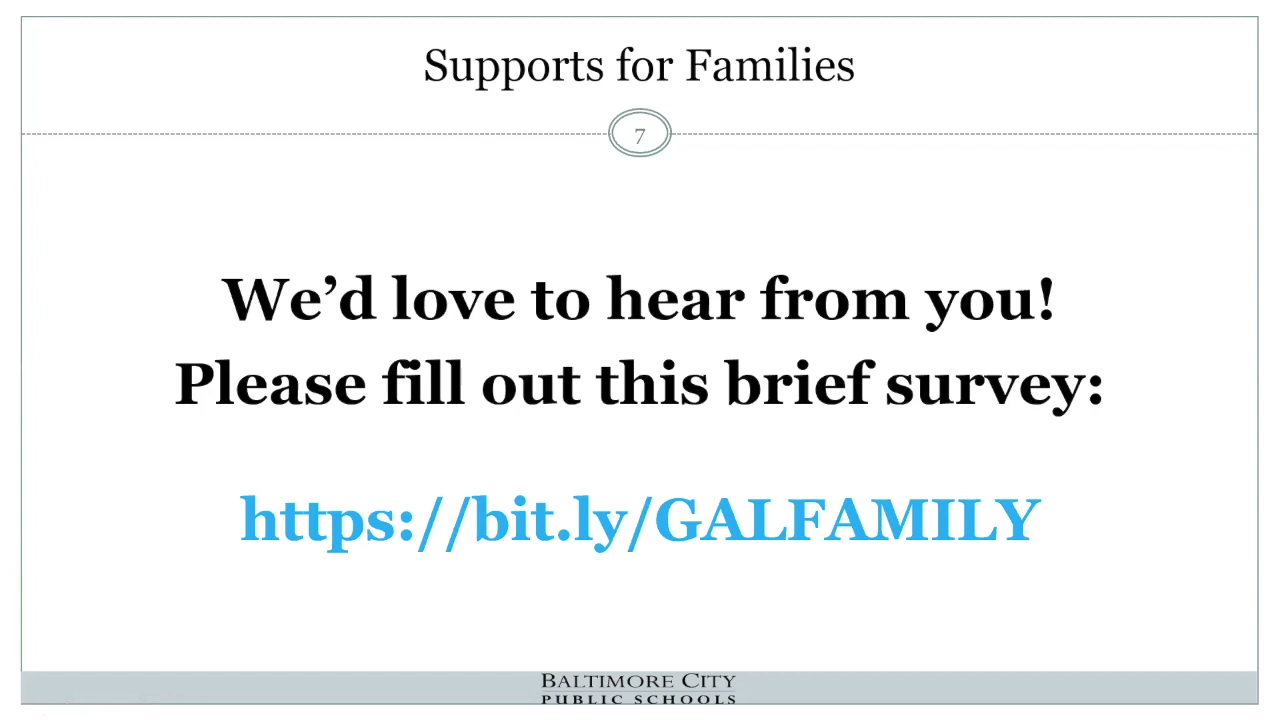 Supports for Families
7
We’d love to hear from you!
Please fill out this brief survey:
https://bit.ly/GALFAMILY
BALTIMORE CITY
PUBLIC SCHOOLS